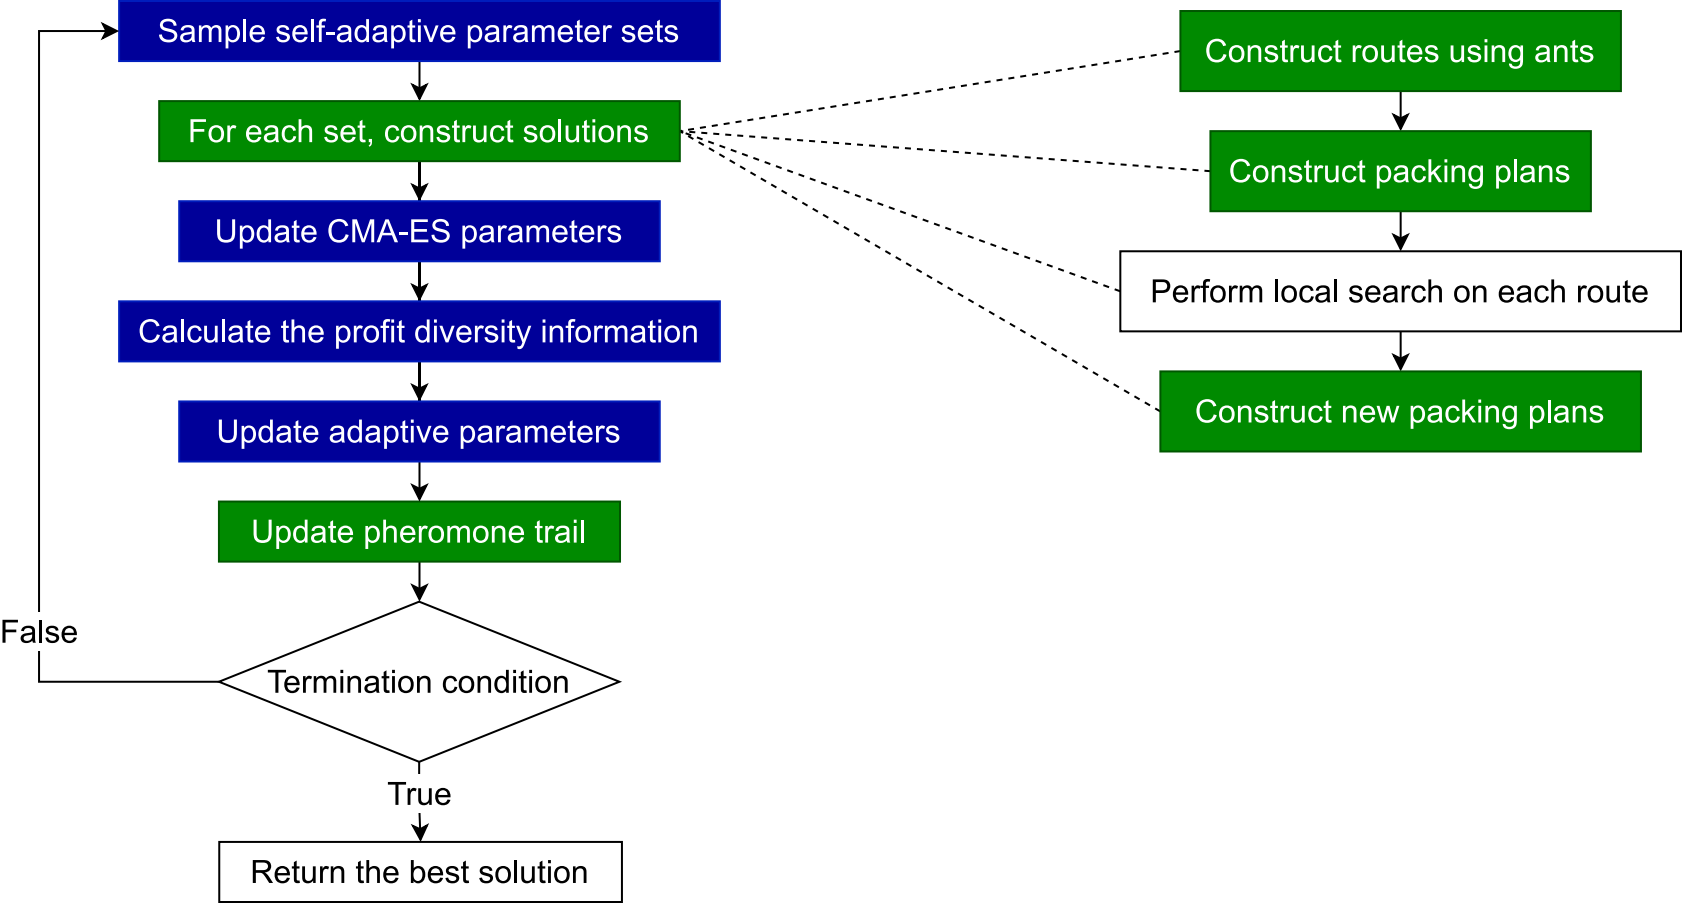 Sample self-adaptive parameter sets
For each set, construct solutions
Update CMA-ES parameters
Calculate the profit diversity information
Update adaptive parameters
Update pheromone trail
False
Termination condition
True
Return the best solution
Construct routes using ants
Construct packing plans
Perform local search on each route
Construct new packing plans